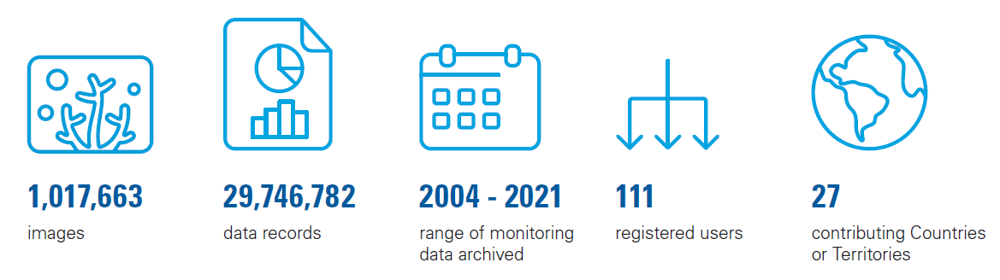 1,017,663
images
29,746,782
data records
2004 - 2021
range of monitoring
data archived
111
registered users
27
contributing Countries
or Territories